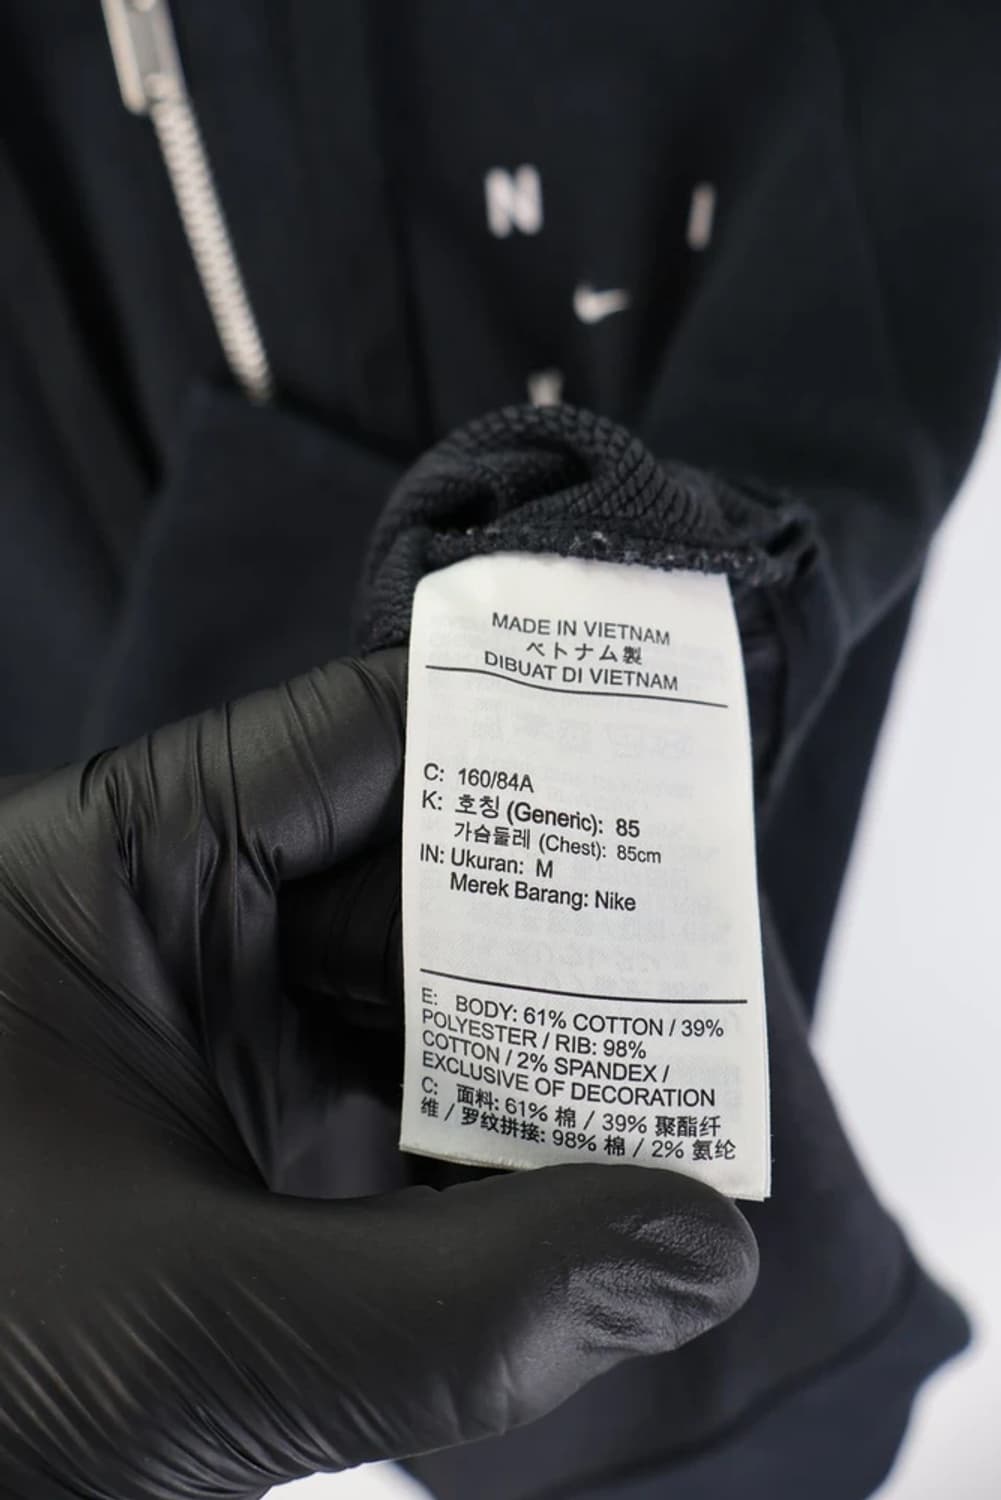 N I
K
MADE IN VIETNAM
ベトナム製
DIBUAT DI VIETNAM
C: 160/84A
K: 호칭 (Generic): 85
가슴둘레 (Chest): 85cm
IN: Ukuran: M
Merek Barang: Nike
E: BODY: 61% COTTON / 39%
POLYESTER / RIB: 98%
COTTON / 2% SPANDEX /
EXCLUSIVE OF DECORATION
C: 面料: 61% 棉 / 39% 聚酯纤
维 / 罗纹拼接: 98% 棉 / 2% 氨纶